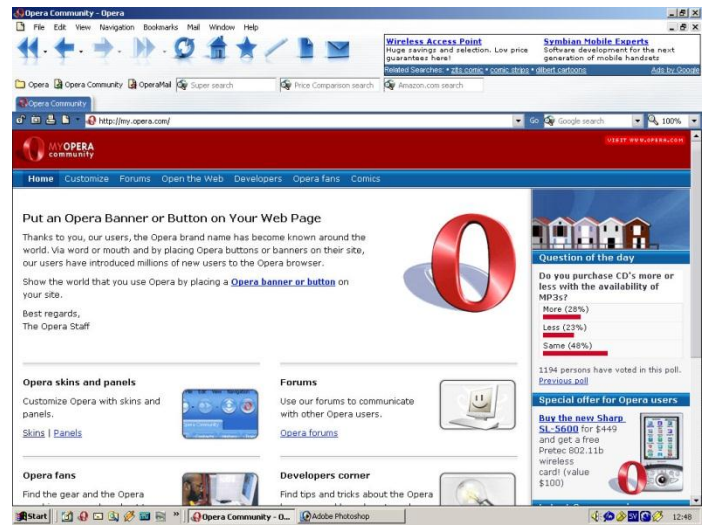 Opera Community - Opera
File Edit View Navigation Bookmarks Mail Window Help
Wireless Access Point
Huge savings and selection. Low price guarantees here!
Symbian Mobile Experts
Software development for the next generation of mobile handsets
Related Searches: • zits comic • comic strips • dilbert cartoons
Ads by Google
Opera Opera Community OperaMail Super search Price Comparison search Amazon.com search
Opera Community
http://my.opera.com/ Go Google search 100%
MYOPERA
community
VISIT WWW.OPERA.COM
Home Customize Forums Open the Web Developers Opera fans Comics
Put an Opera Banner or Button on Your Web Page
Thanks to you, our users, the Opera brand name has become known around the
world. Via word or mouth and by placing Opera buttons or banners on their site,
our users have introduced millions of new users to the Opera browser.
Show the world that you use Opera by placing a Opera banner or button on
your site.
Best regards,
The Opera Staff
Question of the day
Do you purchase CD's more or
less with the availability of
MP3s?
More (28%)
Less (23%)
Same (48%)
1194 persons have voted in this poll.
Previous poll
Opera skins and panels
Customize Opera with skins and
panels.
Skins | Panels
Forums
Use our forums to communicate
with other Opera users.
Opera forums
Special offer for Opera users
Buy the new Sharp
SL-5600 for $449
and get a free
Pretec 802.11b
wireless
card! (value
$100)
Opera fans
Find the gear and the Opera
Developers corner
Find tips and tricks about the Opera
Start Opera Community - O... Adobe Photoshop SV 12:48